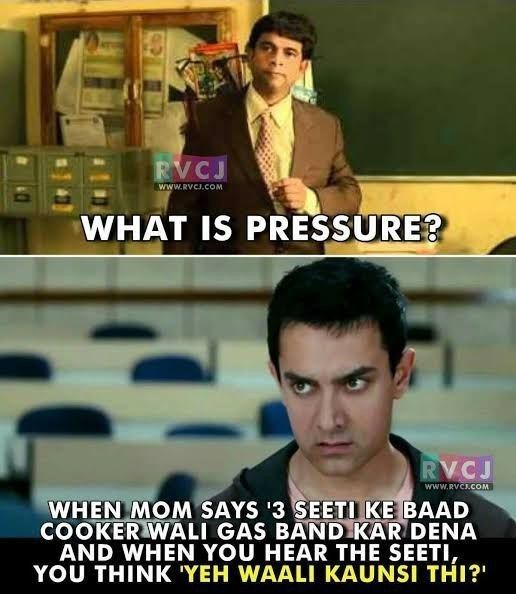 RVCJ
WWW.RVCJ.COM
WHAT IS PRESSURE?
RVCJ
WWW.RVCJ.COM
WHEN MOM SAYS '3 SEETI KE BAAD
COOKER WALI GAS BAND KAR DENA
AND WHEN YOU HEAR THE SEETI,
YOU THINK 'YEH WAALI KAUNSI THI?'